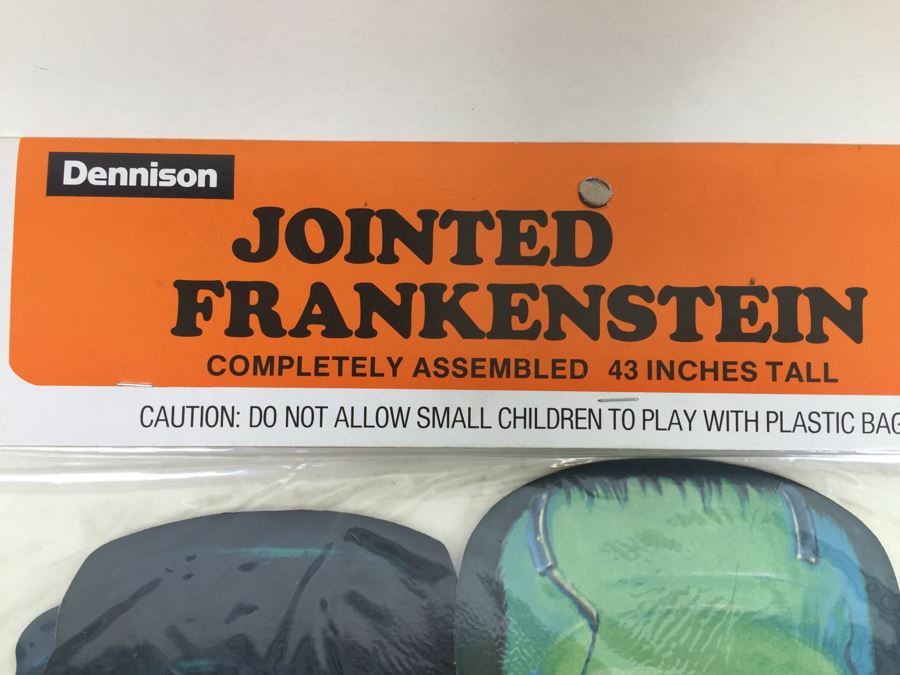 Dennison
JOINTED
FRANKENSTEIN
COMPLETELY ASSEMBLED 43 INCHES TALL
CAUTION: DO NOT ALLOW SMALL CHILDREN TO PLAY WITH PLASTIC BAG